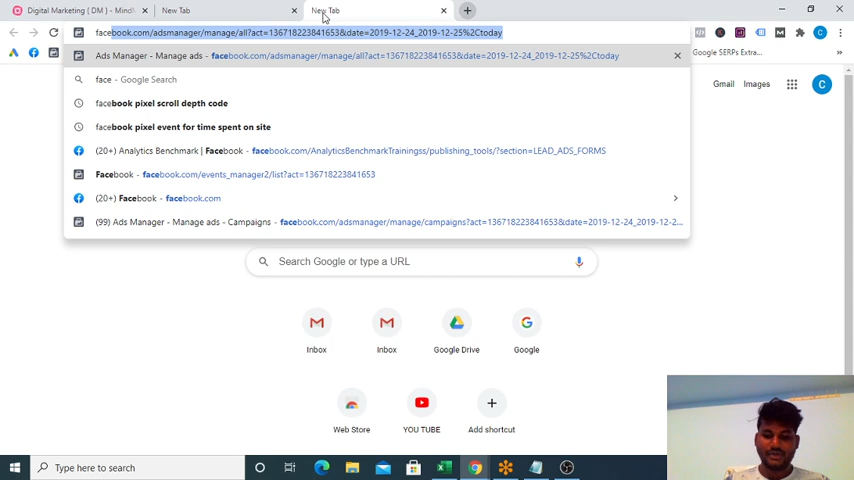 Digital Marketing ( DM ) - Mind
New Tab
New Tab
facebook.com/adsmanager/manage/all?act=136718223841653&date=2019-12-24_2019-12-25%2Ctoday
Ads Manager - Manage ads - facebook.com/adsmanager/manage/all?act=136718223841653&date=2019-12-24_2019-12-25%2Ctoday
Google SERPs Extra...
face - Google Search
Gmail Images C
facebook pixel scroll depth code
facebook pixel event for time spent on site
(20+) Analytics Benchmark | Facebook - facebook.com/AnalyticsBenchmarkTrainingss/publishing_tools/?section=LEAD_ADS_FORMS
Facebook - facebook.com/events_manager2/list?act=136718223841653
(20+) Facebook - facebook.com
(99) Ads Manager - Manage ads - Campaigns - facebook.com/adsmanager/manage/campaigns?act=136718223841653&date=2019-12-24_2019-12-2...
Search Google or type a URL
Inbox Inbox Google Drive Google
Web Store YOU TUBE Add shortcut
Type here to search